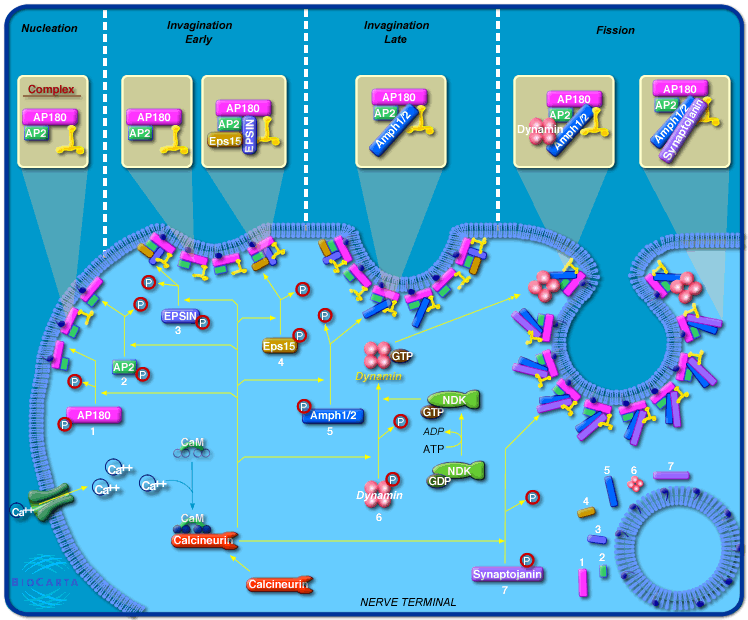 Nucleation
Invagination
Early
Invagination
Late
Fission
Complex
AP180
AP2
AP180
AP2
AP180
AP2
Eps15
EPSIN
AP180
AP2
Amph1/2
AP180
AP2
Dynamin
Amph1/2
AP180
AP2
Amph1/2
Synaptojanin
P
P
P
P
EPSIN
P
3
Eps15
P
4
AP2
P
2
P
P
AP180
1
P
Amph1/2
5
GTP
Dynamin
P
NDK
GTP
ADP
ATP
NDK
GDP
P
Dynamin
6
CaM
Ca++
Ca++
Ca++
Ca++
Ca++
CaM
Calcineurin
Calcineurin
P
P
Synaptojanin
7
5
6
7
4
3
2
1
BIOCARTA
NERVE TERMINAL